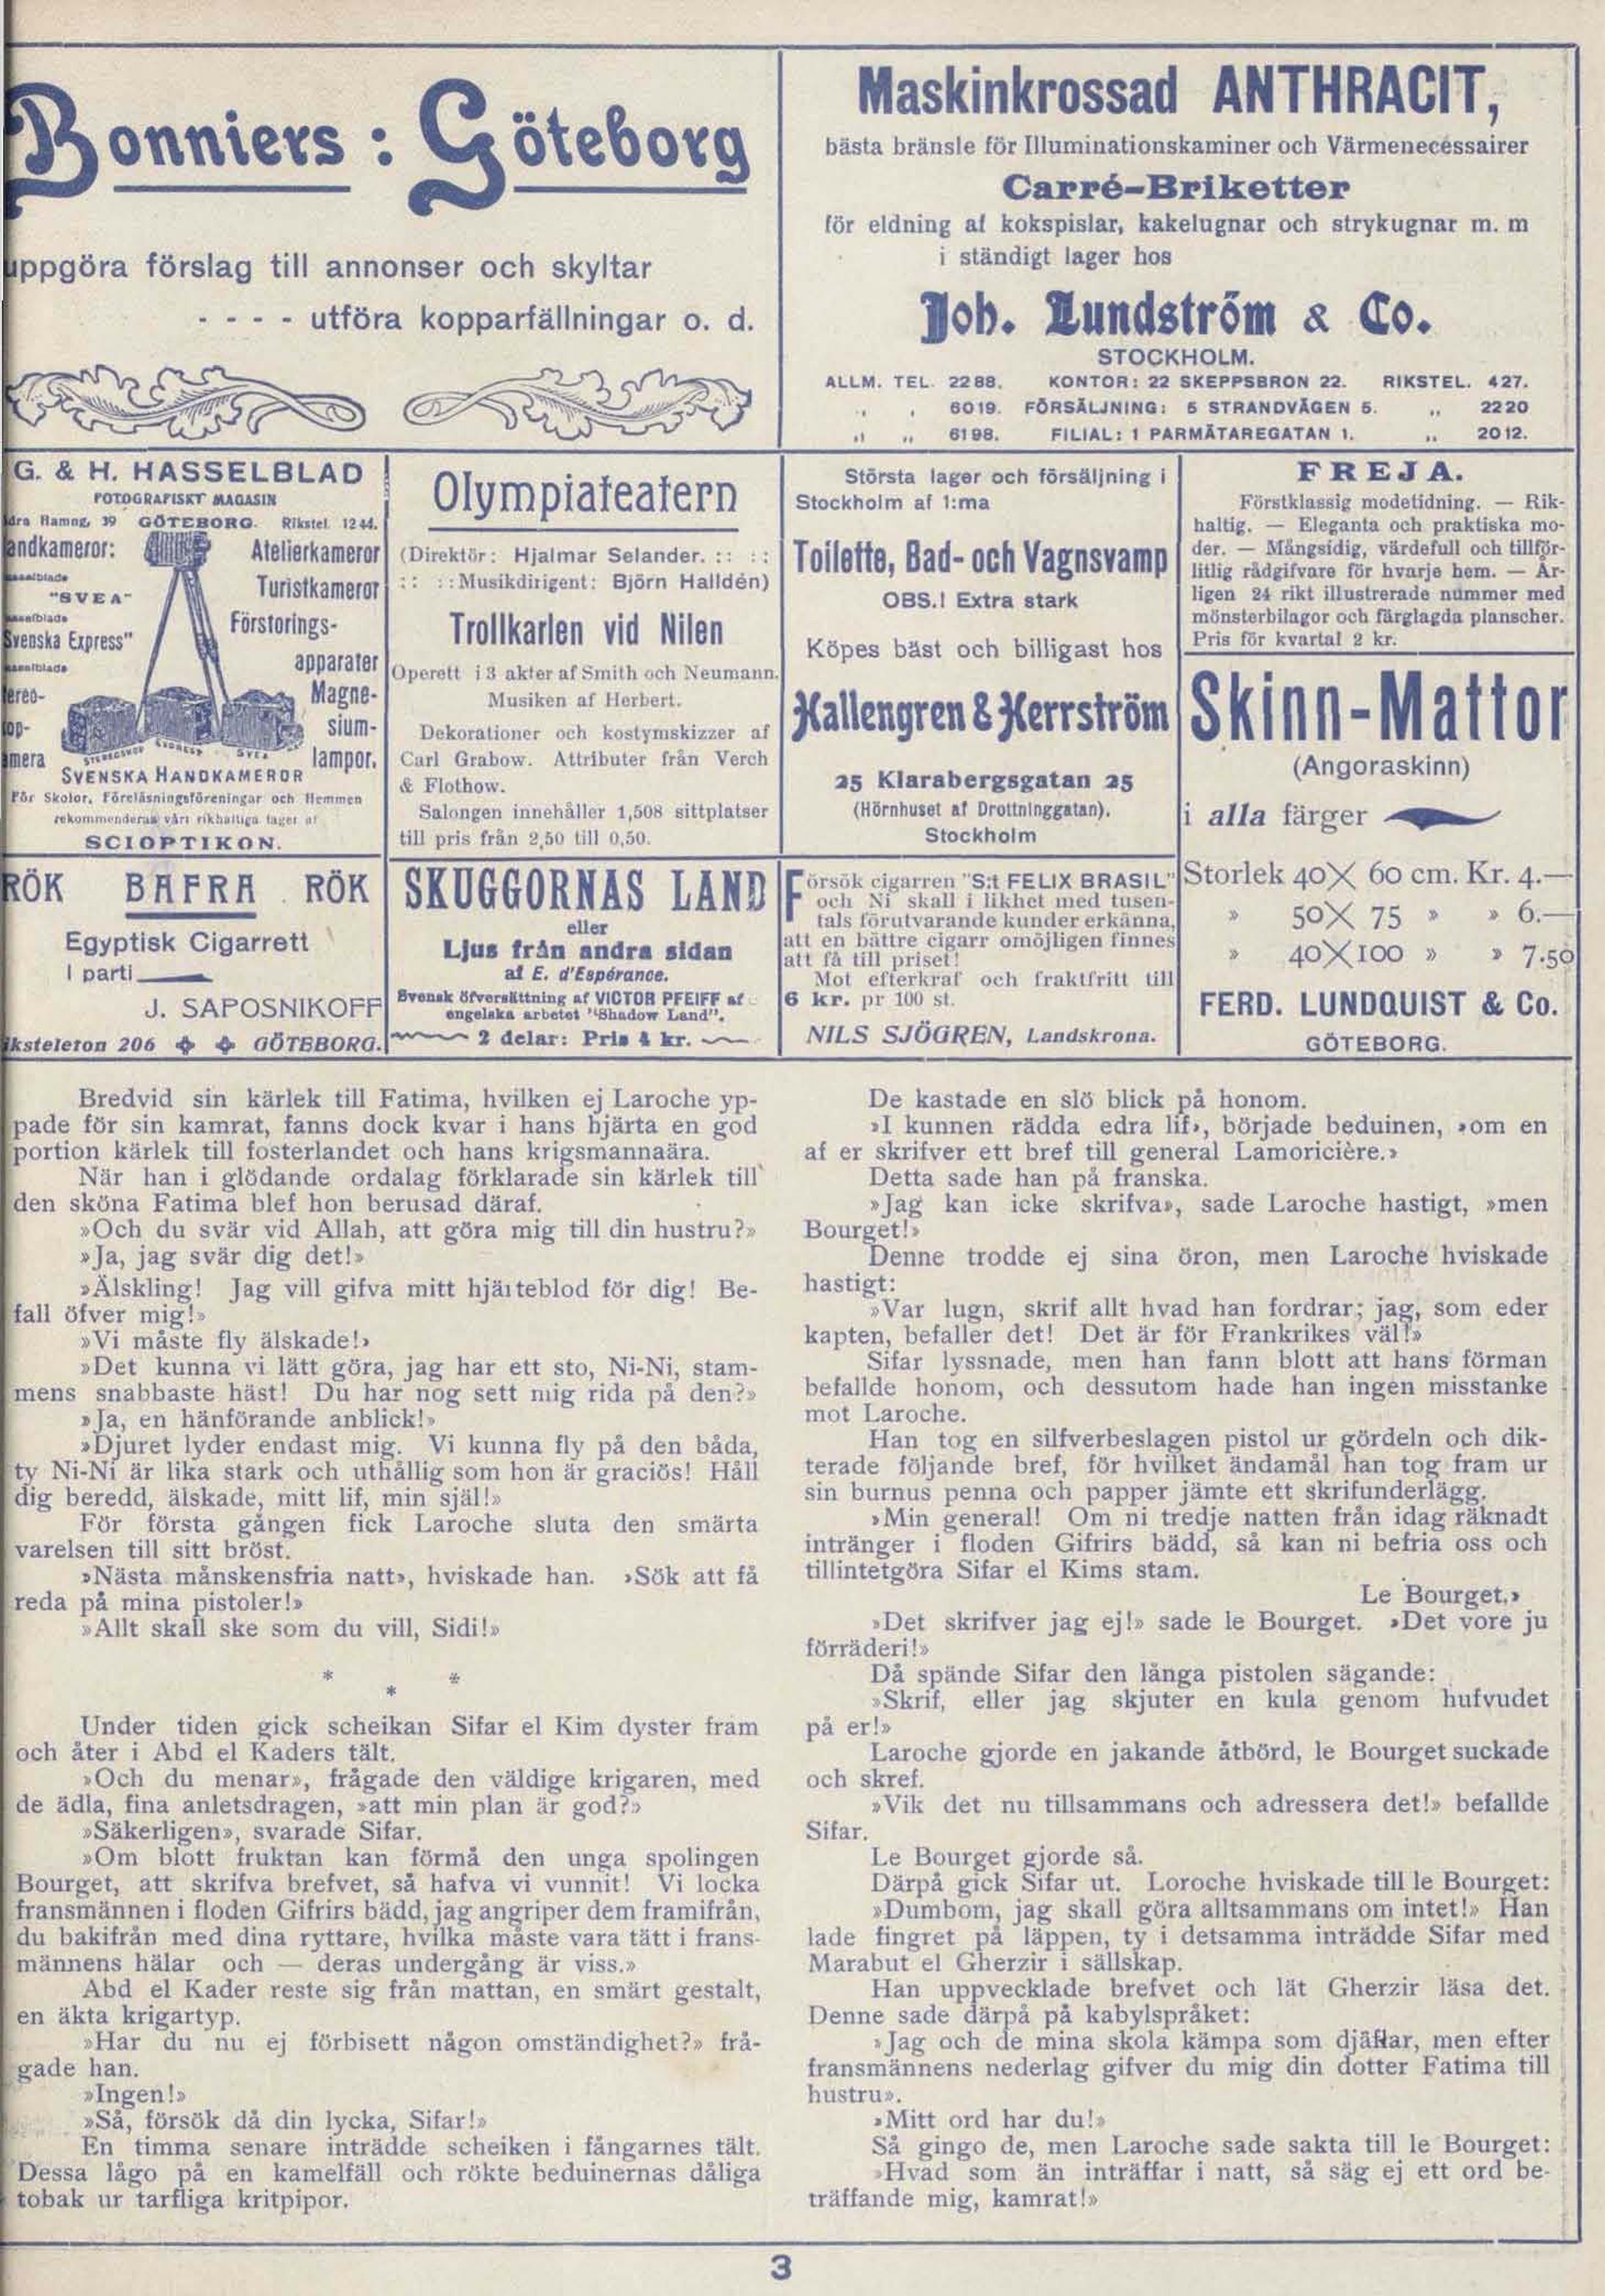 Bonniers : Göteborg
uppgöra förslag till annonser och skyltar
- - - - utföra kopparfällningar o. d.
Maskinkrossad ANTHRACIT,
bästa bränsle för Illuminationskaminer och Värmenecéssairer
Carré-Briketter
för eldning af kokspislar, kakelugnar och strykugnar m. m
i ständigt lager hos
Joh. Lundström & Co.
STOCKHOLM.
ALLM. TEL. 2288. KONTOR: 22 SKEPPSBRON 22. RIKSTEL. 427.
„ „ 6019. FÖRSÄLJNING: 5 STRANDVÄGEN 5. „ 2220
„ „ 6198. FILIAL: 1 PARMÄTAREGATAN 1. „ 2012.
G. & H. HASSELBLAD
FOTOGRAFISKT MAGASIN
Hamng. 39 GÖTEBORG. Rikstel. 1244.
andkameror:
"SVEA"
Svenska Express"
Atelierkameror
Turistkameror
Förstorings-
apparater
Magne-
sium-
lampor.
SVEA
SVENSKA HANDKAMEROR
För Skolor, Föreläsningsföreningar och Hemmen
rekommenderas vårt rikhaltiga lager af
SCIOPTIKON.
Olympiateatern
(Direktör: Hjalmar Selander. :: ::
:: ::Musikdirigent: Björn Halldén)
Trollkarlen vid Nilen
Operett i 3 akter af Smith och Neumann.
Musiken af Herbert.
Dekorationer och kostymskizzer af
Carl Grabow. Attributer från Verch
& Flothow.
Salongen innehåller 1,508 sittplatser
till pris från 2,50 till 0,50.
Största lager och försäljning i
Stockholm af 1:ma
Toilette, Bad- och Vagnsvamp
OBS.! Extra stark
Köpes bäst och billigast hos
Hallengren & Herrström
25 Klarabergsgatan 25
(Hörnhuset af Drottninggatan).
Stockholm
FREJA.
Förstklassig modetidning. — Rik-
haltig. — Eleganta och praktiska mo-
der. — Mångsidig, värdefull och tillför-
litlig rådgifvare för hvarje hem. — År-
ligen 24 rikt illustrerade nummer med
mönsterbilagor och färglagda planscher.
Pris för kvartal 2 kr.
Skinn-Mattor
(Angoraskinn)
i alla färger
Storlek 40X 60 cm. Kr. 4.—
» 50X 75 » » 6.—
» 40X100 » » 7.50
FERD. LUNDQUIST & Co.
GÖTEBORG.
RÖK BAFRA RÖK
Egyptisk Cigarrett
I parti
J. SAPOSNIKOFF
Riksteleton 206 GÖTEBORG.
SKUGGORNAS LAND
eller
Ljus från andra sidan
af E. d'Espérance.
Svensk öfversättning af VICTOR PFEIFF af
engelska arbetet "Shadow Land".
2 delar: Pris 4 kr.
Försök cigarren "S:t FELIX BRASIL"
och Ni skall i likhet med tusen-
tals förutvarande kunder erkänna,
att en bättre cigarr omöjligen finnes
att få till priset!
Mot efterkraf och fraktfritt till
6 kr. pr 100 st.
NILS SJÖGREN, Landskrona.
Bredvid sin kärlek till Fatima, hvilken ej Laroche yp-
pade för sin kamrat, fanns dock kvar i hans hjärta en god
portion kärlek till fosterlandet och hans krigsmannaära.
När han i glödande ordalag förklarade sin kärlek till
den sköna Fatima blef hon berusad däraf.
»Och du svär vid Allah, att göra mig till din hustru?»
»Ja, jag svär dig det!»
»Älskling! Jag vill gifva mitt hjärteblod för dig! Be-
fall öfver mig!»
»Vi måste fly älskade!»
»Det kunna vi lätt göra, jag har ett sto, Ni-Ni, stam-
mens snabbaste häst! Du har nog sett mig rida på den?»
»Ja, en hänförande anblick!»
»Djuret lyder endast mig. Vi kunna fly på den båda,
ty Ni-Ni är lika stark och uthållig som hon är graciös! Håll
dig beredd, älskade, mitt lif, min själ!»
För första gången fick Laroche sluta den smärta
varelsen till sitt bröst.
»Nästa månskensfria natt», hviskade han. »Sök att få
reda på mina pistoler!»
»Allt skall ske som du vill, Sidi!»
* * *
Under tiden gick scheikan Sifar el Kim dyster fram
och åter i Abd el Kaders tält.
»Och du menar», frågade den väldige krigaren, med
de ädla, fina anletsdragen, »att min plan är god?»
»Säkerligen», svarade Sifar.
»Om blott fruktan kan förmå den unga spolingen
Bourget, att skrifva brefvet, så hafva vi vunnit! Vi locka
fransmännen i floden Gifrirs bädd, jag angriper dem framifrån,
du bakifrån med dina ryttare, hvilka måste vara tätt i frans-
männens hälar och — deras undergång är viss.»
Abd el Kader reste sig från mattan, en smärt gestalt,
en äkta krigartyp.
»Har du nu ej förbisett någon omständighet?» frå-
gade han.
»Ingen!»
»Så, försök då din lycka, Sifar!»
En timma senare inträdde scheiken i fångarnes tält.
Dessa lågo på en kamelfäll och rökte beduinernas dåliga
tobak ur tarfliga kritpipor.
De kastade en slö blick på honom.
»I kunnen rädda edra lif», började beduinen, »om en
af er skrifver ett bref till general Lamoricière.»
Detta sade han på franska.
»Jag kan icke skrifva», sade Laroche hastigt, »men
Bourget!»
Denne trodde ej sina öron, men Laroche hviskade
hastigt:
»Var lugn, skrif allt hvad han fordrar; jag, som eder
kapten, befaller det! Det är för Frankrikes väl!»
Sifar lyssnade, men han fann blott att hans förman
befallde honom, och dessutom hade han ingen misstanke
mot Laroche.
Han tog en silfverbeslagen pistol ur gördeln och dik-
terade följande bref, för hvilket ändamål han tog fram ur
sin burnus penna och papper jämte ett skrifunderlägg.
»Min general! Om ni tredje natten från idag räknadt
intränger i floden Gifrirs bädd, så kan ni befria oss och
tillintetgöra Sifar el Kims stam.
Le Bourget.»
»Det skrifver jag ej!» sade le Bourget. »Det vore ju
förräderi!»
Då spände Sifar den långa pistolen sägande:
»Skrif, eller jag skjuter en kula genom hufvudet
på er!»
Laroche gjorde en jakande åtbörd, le Bourget suckade
och skref.
»Vik det nu tillsammans och adressera det!» befallde
Sifar.
Le Bourget gjorde så.
Därpå gick Sifar ut. Loroche hviskade till le Bourget:
»Dumbom, jag skall göra alltsammans om intet!» Han
lade fingret på läppen, ty i detsamma inträdde Sifar med
Marabut el Gherzir i sällskap.
Han uppvecklade brefvet och lät Gherzir läsa det.
Denne sade därpå på kabylspråket:
»Jag och de mina skola kämpa som djäflar, men efter
fransmännens nederlag gifver du mig din dotter Fatima till
hustru».
»Mitt ord har du!»
Så gingo de, men Laroche sade sakta till le Bourget:
»Hvad som än inträffar i natt, så säg ej ett ord be-
träffande mig, kamrat!»
3